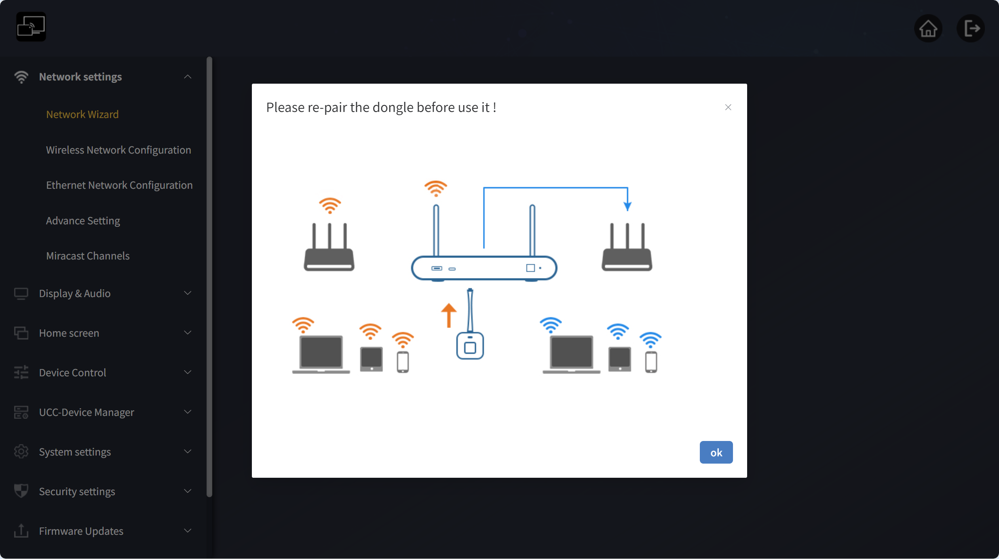 Network settings
Network Wizard
Wireless Network Configuration
Ethernet Network Configuration
Advance Setting
Miracast Channels
Display & Audio
Home screen
Device Control
UCC-Device Manager
System settings
Security settings
Firmware Updates
Please re-pair the dongle before use it !
ok